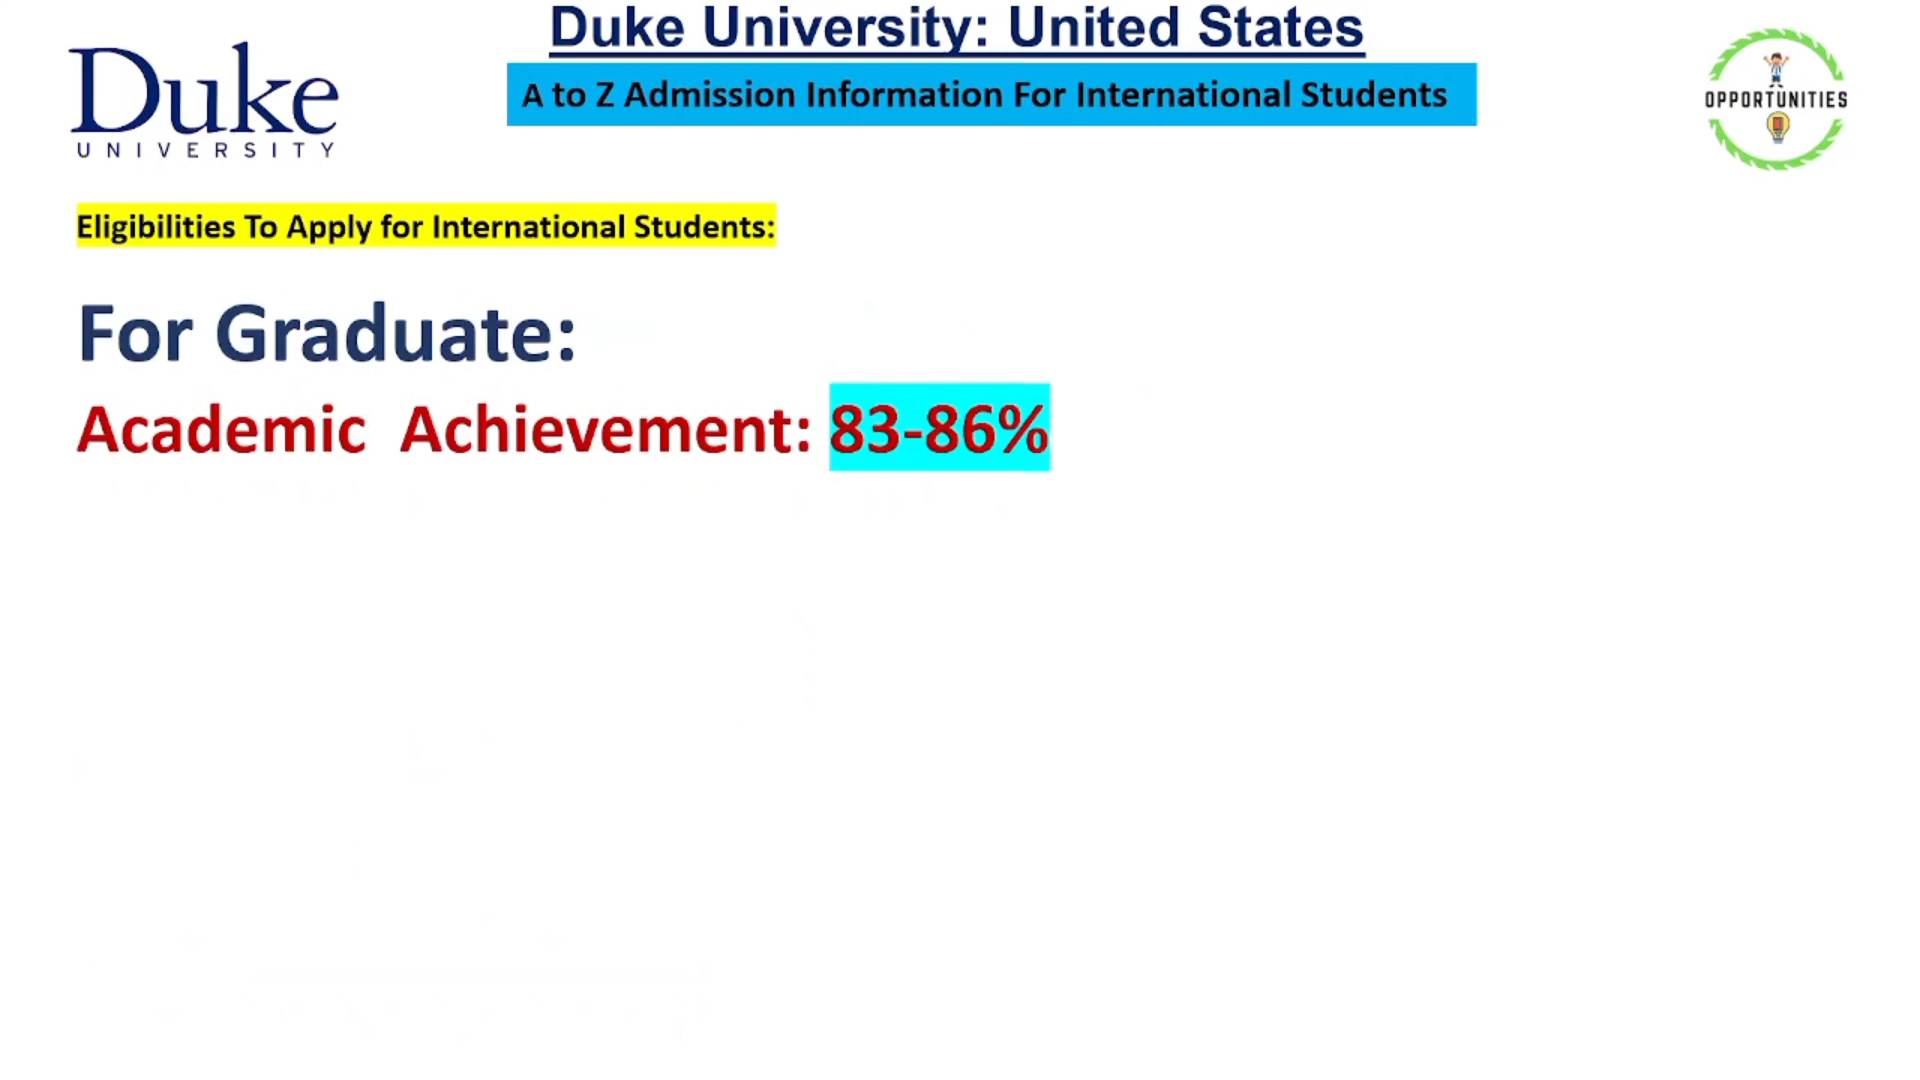 Duke University: United States
Duke
UNIVERSITY
A to Z Admission Information For International Students
OPPORTUNITIES
Eligibilities To Apply for International Students:
For Graduate:
Academic Achievement: 83-86%